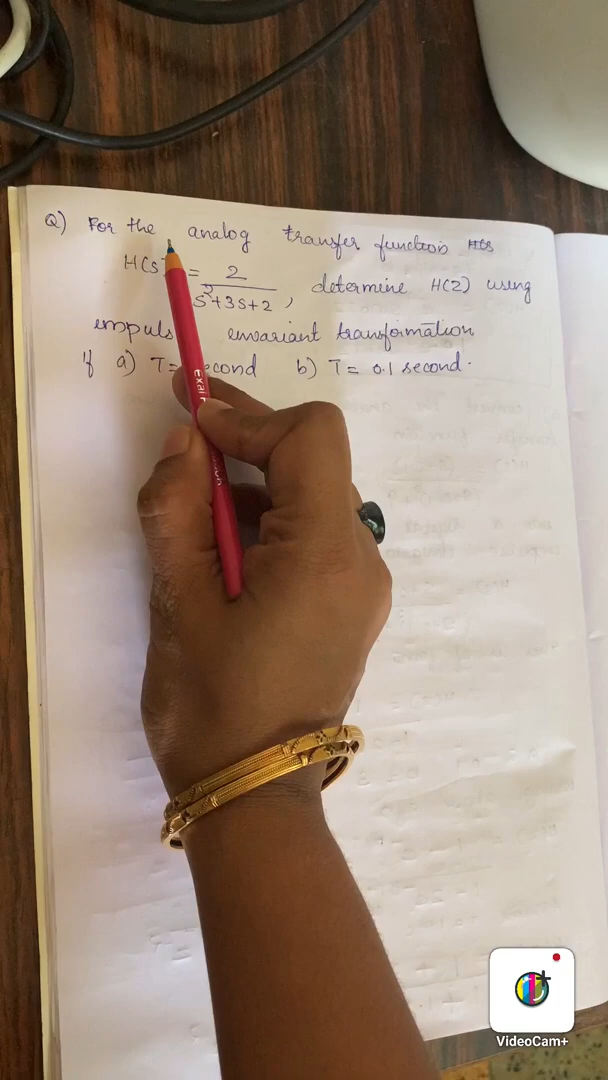 Q) For the analog transfer function H(s
H(s) = 2 / s²+3s+2 , determine H(Z) using
impuls invariant transformation
if a) T= second b) T = 0.1 second.
VideoCam+